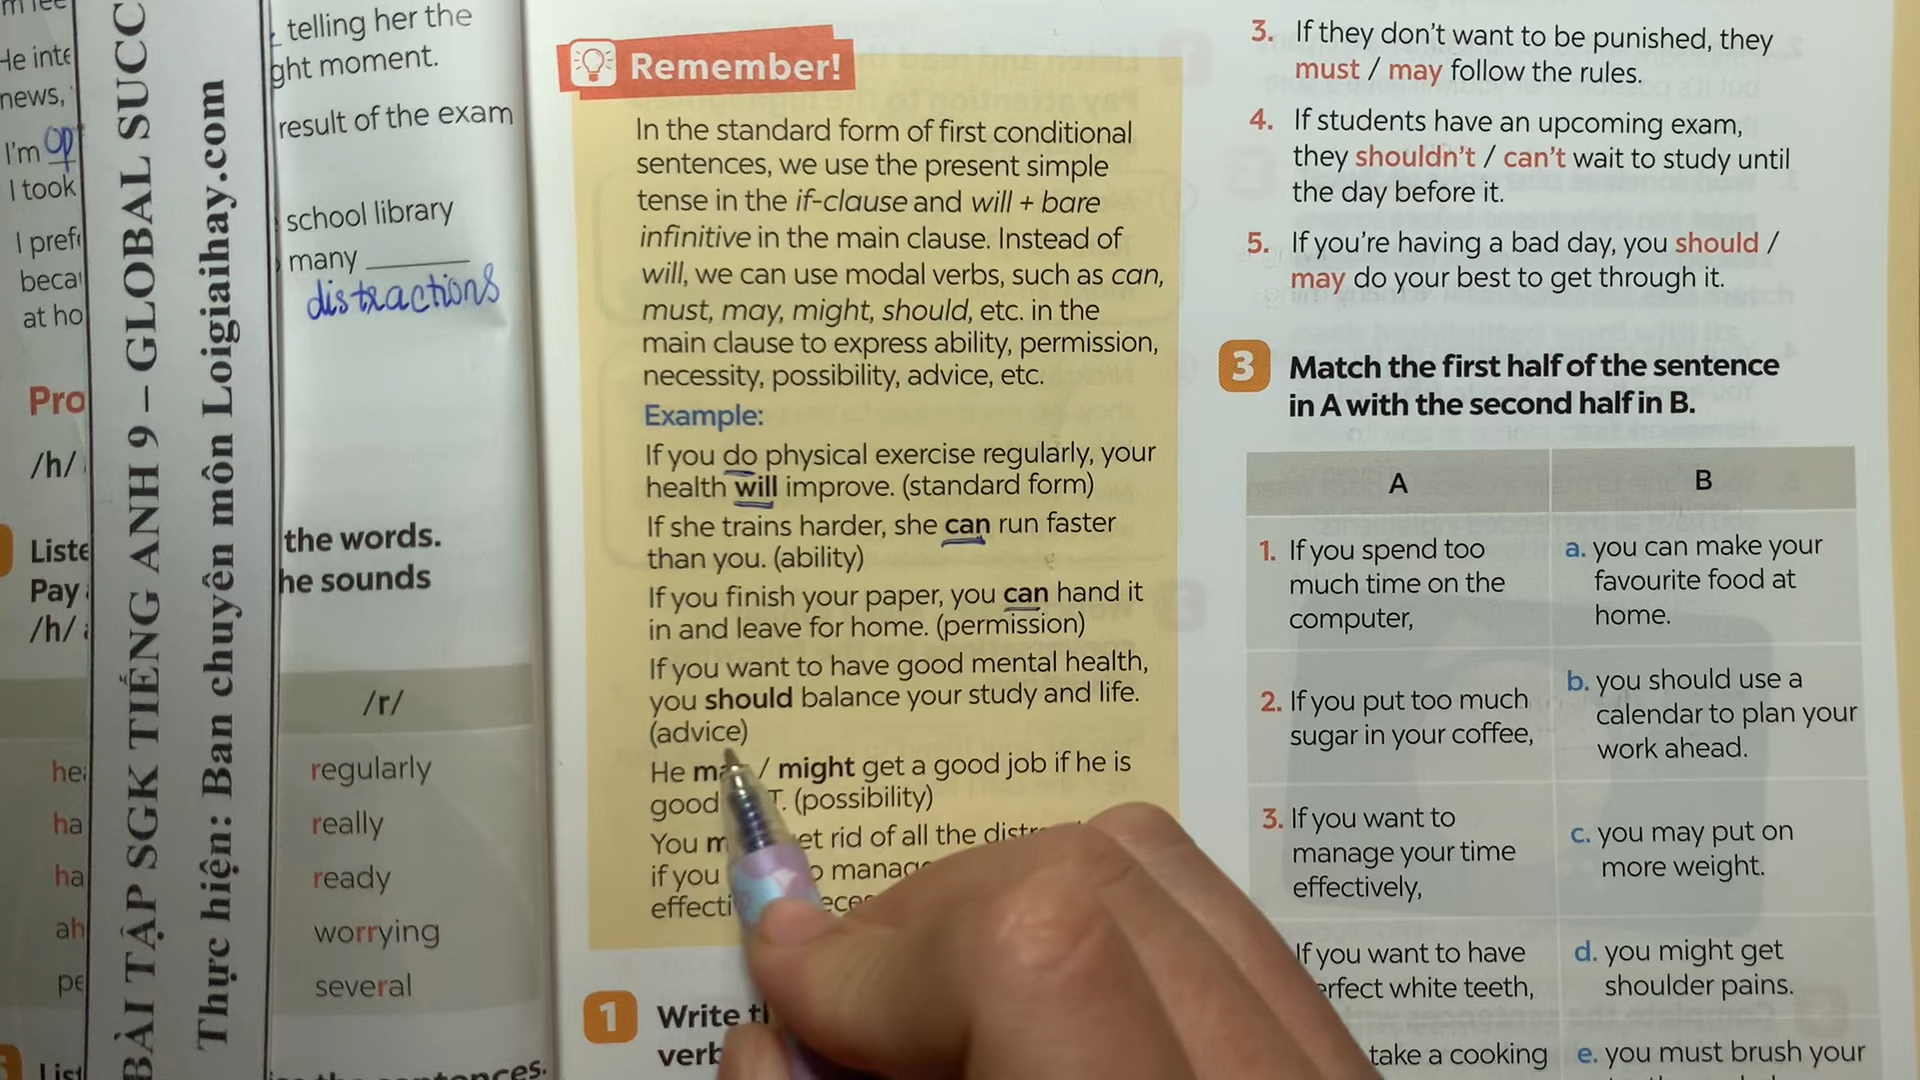 He inte
news,
I'm op
I took
I prefe
beca
at ho
Pro
/h/
Liste
Pay
/h/
he
ha
ha
ah
pe
List
BÀI TẬP SGK TIẾNG ANH 9 – GLOBAL SUCC
Thực hiện: Ban chuyên môn Loigiaihay.com
telling her the
ght moment.
result of the exam
school library
many ________
distractions
the words.
he sounds
/r/
regularly
really
ready
worrying
several
Remember!
In the standard form of first conditional
sentences, we use the present simple
tense in the if-clause and will + bare
infinitive in the main clause. Instead of
will, we can use modal verbs, such as can,
must, may, might, should, etc. in the
main clause to express ability, permission,
necessity, possibility, advice, etc.
Example:
If you do physical exercise regularly, your
health will improve. (standard form)
If she trains harder, she can run faster
than you. (ability)
If you finish your paper, you can hand it
in and leave for home. (permission)
If you want to have good mental health,
you should balance your study and life.
(advice)
He may / might get a good job if he is
good T. (possibility)
You m et rid of all the distr
if you manag
effecti eces
1 Write th
verb
3. If they don't want to be punished, they
must / may follow the rules.
4. If students have an upcoming exam,
they shouldn't / can't wait to study until
the day before it.
5. If you're having a bad day, you should /
may do your best to get through it.
3 Match the first half of the sentence
in A with the second half in B.
A
B
1. If you spend too
much time on the
computer,
a. you can make your
favourite food at
home.
2. If you put too much
sugar in your coffee,
b. you should use a
calendar to plan your
work ahead.
3. If you want to
manage your time
effectively,
c. you may put on
more weight.
If you want to have
erfect white teeth,
d. you might get
shoulder pains.
take a cooking
e. you must brush your